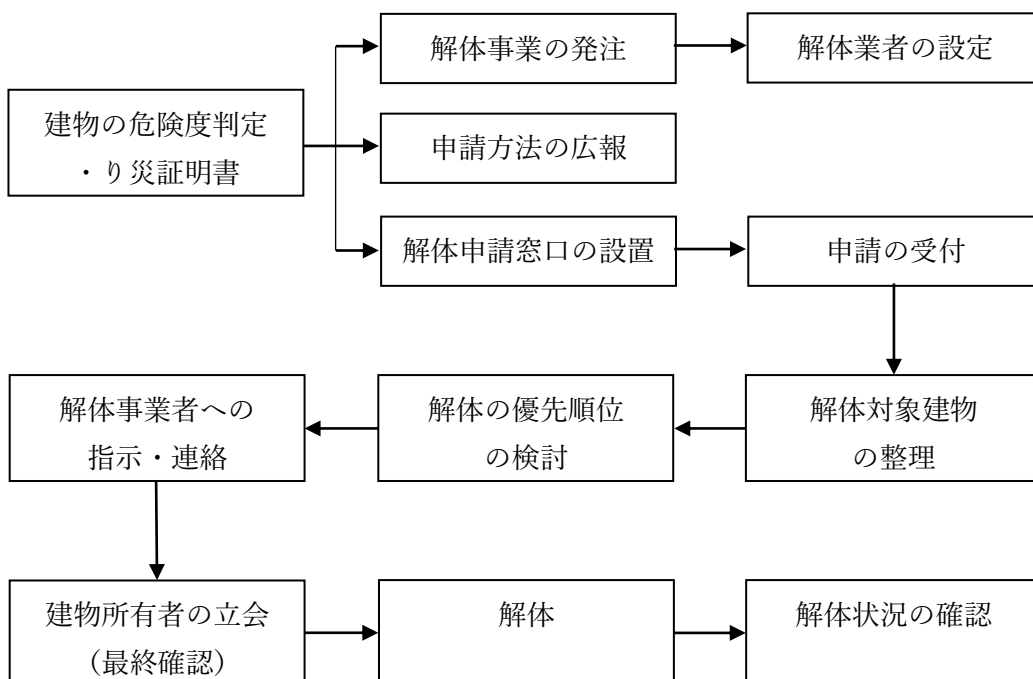 解体事業の発注
解体業者の設定
建物の危険度判定
・り災証明書
申請方法の広報
解体申請窓口の設置
申請の受付
解体事業者への
指示・連絡
解体の優先順位
の検討
解体対象建物
の整理
建物所有者の立会
（最終確認）
解体
解体状況の確認